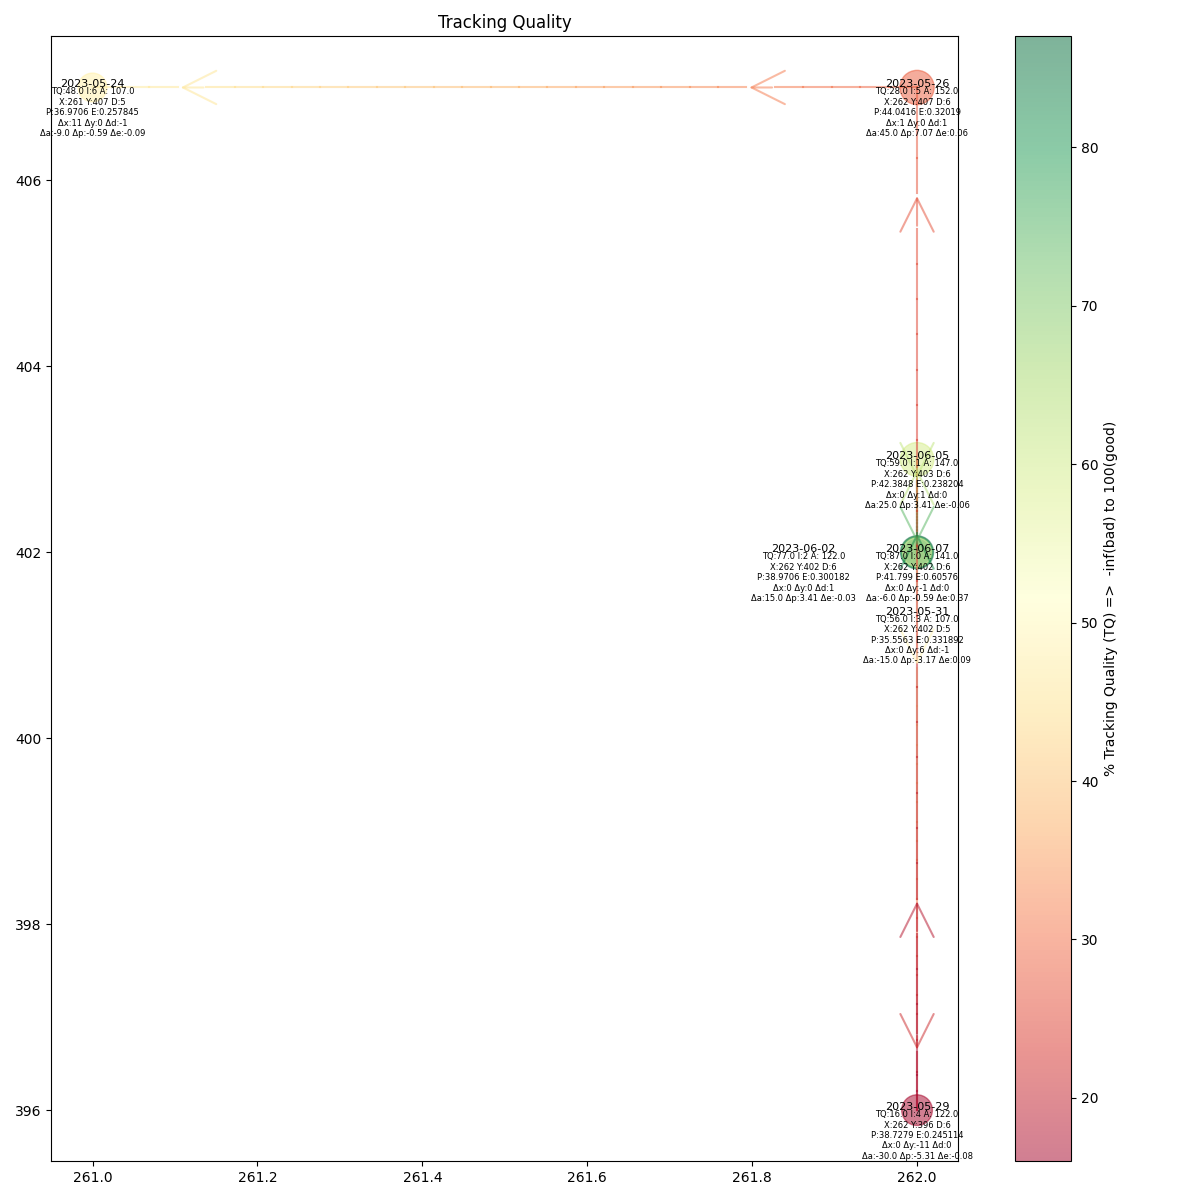 Tracking Quality
2023-05-24
TQ:48.0 I:6 A: 107.0
X:261 Y:407 D:5
P:36.9706 E:0.257845
Δx:11 Δy:0 Δd:-1
Δa:-9.0 Δp:-0.59 Δe:-0.09
2023-05-26
TQ:28.0 I:5 A: 152.0
X:262 Y:407 D:6
P:44.0416 E:0.32019
Δx:1 Δy:0 Δd:1
Δa:45.0 Δp:7.07 Δe:0.06
2023-06-05
TQ:59.0 I:1 A: 147.0
X:262 Y:403 D:6
P:42.3848 E:0.238204
Δx:0 Δy:1 Δd:0
Δa:25.0 Δp:3.41 Δe:-0.06
2023-06-02
TQ:77.0 I:2 A: 122.0
X:262 Y:402 D:6
P:38.9706 E:0.300182
Δx:0 Δy:0 Δd:1
Δa:15.0 Δp:3.41 Δe:-0.03
2023-06-07
TQ:87.0 I:0 A: 141.0
X:262 Y:402 D:6
P:41.799 E:0.60576
Δx:0 Δy:-1 Δd:0
Δa:-6.0 Δp:-0.59 Δe:0.37
2023-05-31
TQ:56.0 I:3 A: 107.0
X:262 Y:402 D:5
P:35.5563 E:0.331892
Δx:0 Δy:6 Δd:-1
Δa:-15.0 Δp:-3.17 Δe:0.09
2023-05-29
TQ:16.0 I:4 A: 122.0
X:262 Y:396 D:6
P:38.7279 E:0.245114
Δx:0 Δy:-11 Δd:0
Δa:-30.0 Δp:-5.31 Δe:-0.08
406
404
402
400
398
396
261.0 261.2 261.4 261.6 261.8 262.0
80
70
60
50
40
30
20
% Tracking Quality (TQ) => -inf(bad) to 100(good)